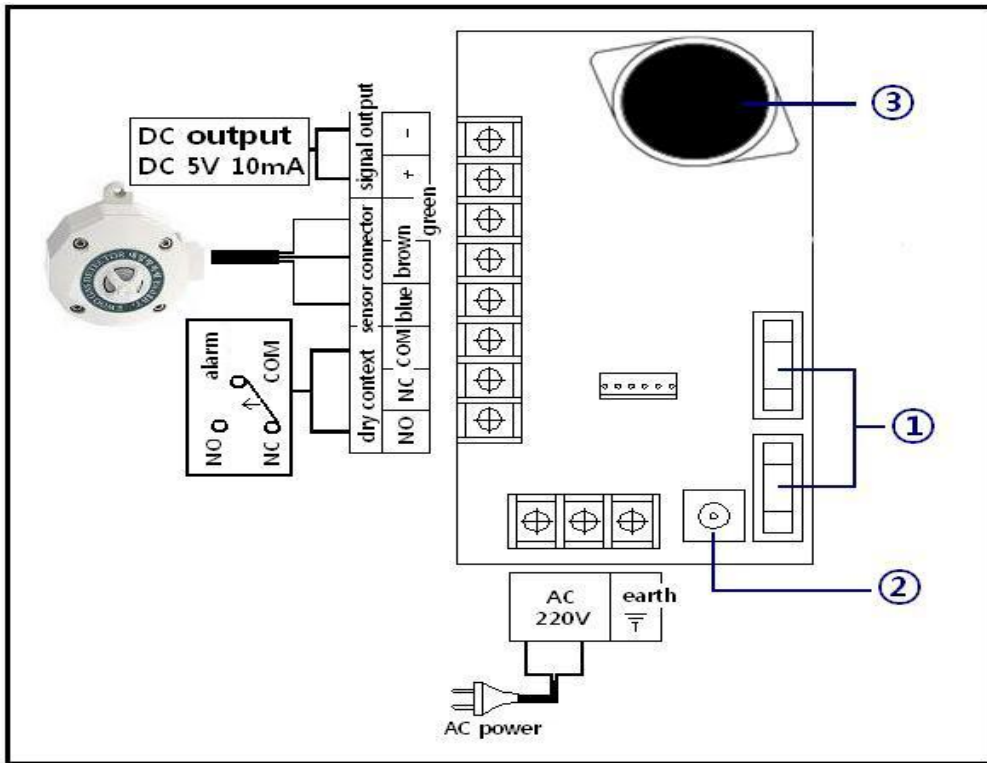 DC output
DC 5V 10mA
signal output
-
+
sensor connector
green
brown
blue
dry context
COM
NC
NO
alarm
COM
NO
NC
①
②
③
AC
220V
earth
AC power